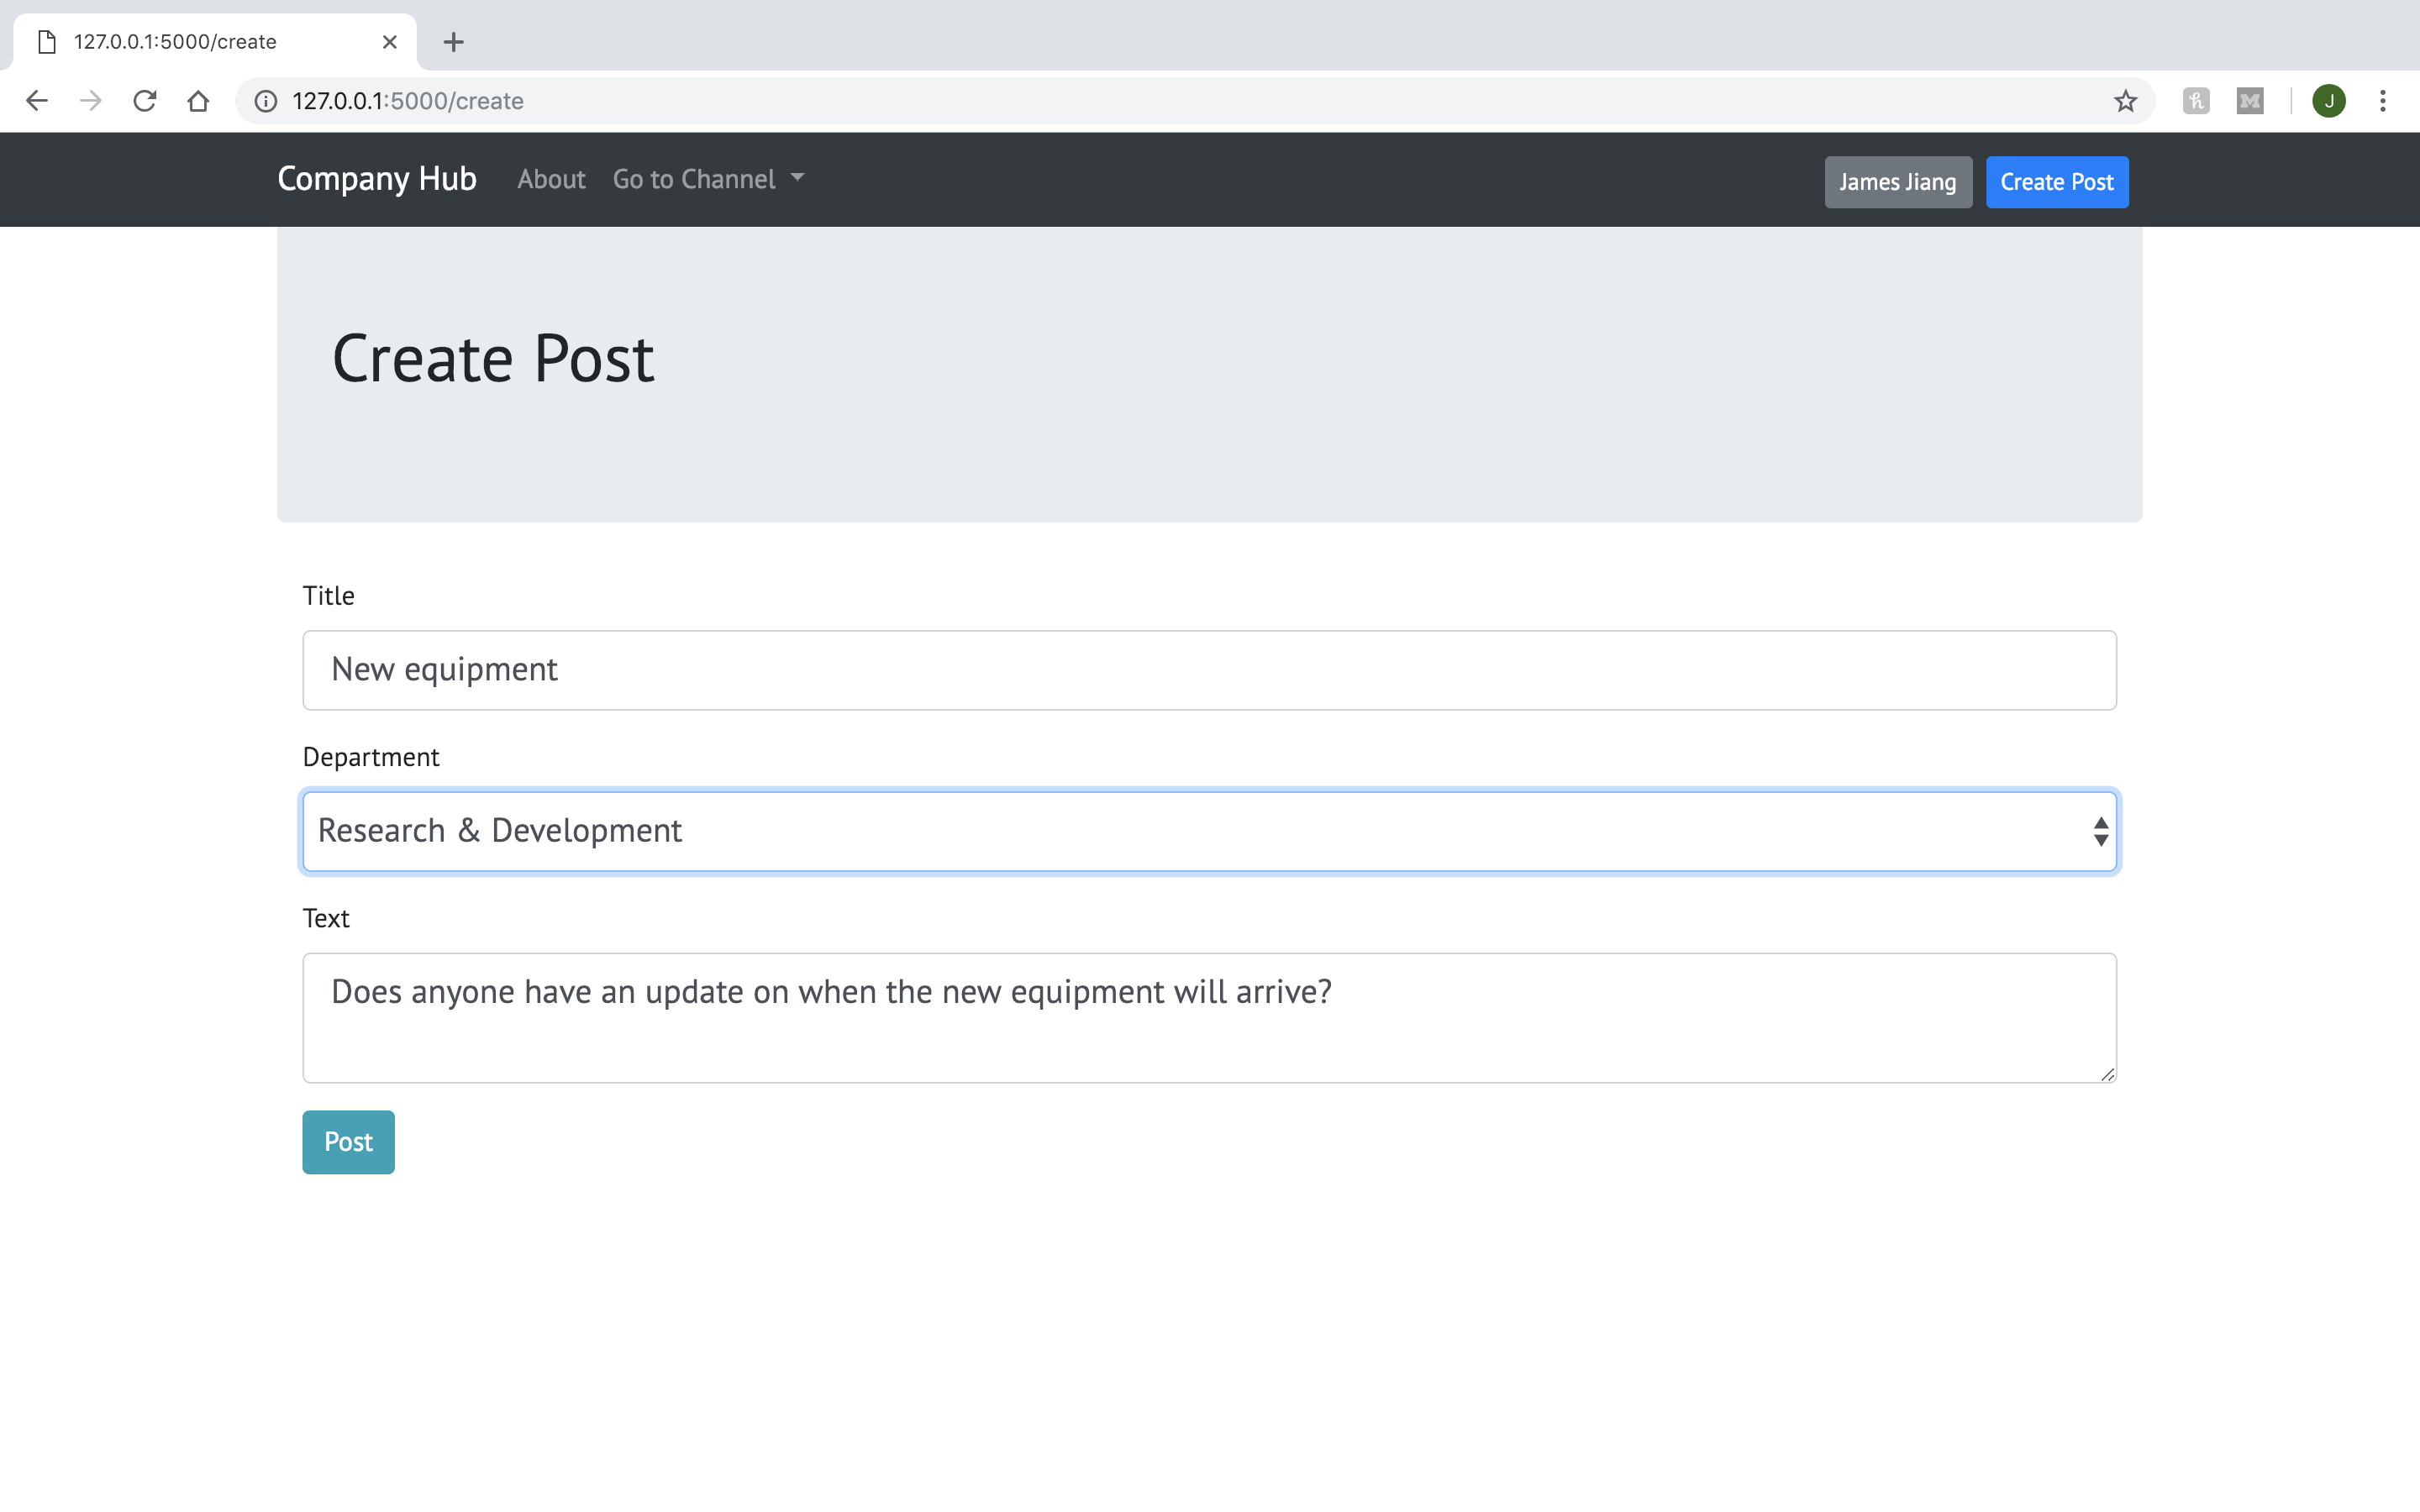 127.0.0.1:5000/create
127.0.0.1:5000/create
J
Company Hub About Go to Channel James Jiang Create Post
Create Post
Title
New equipment
Department
Research & Development
Text
Does anyone have an update on when the new equipment will arrive?
Post